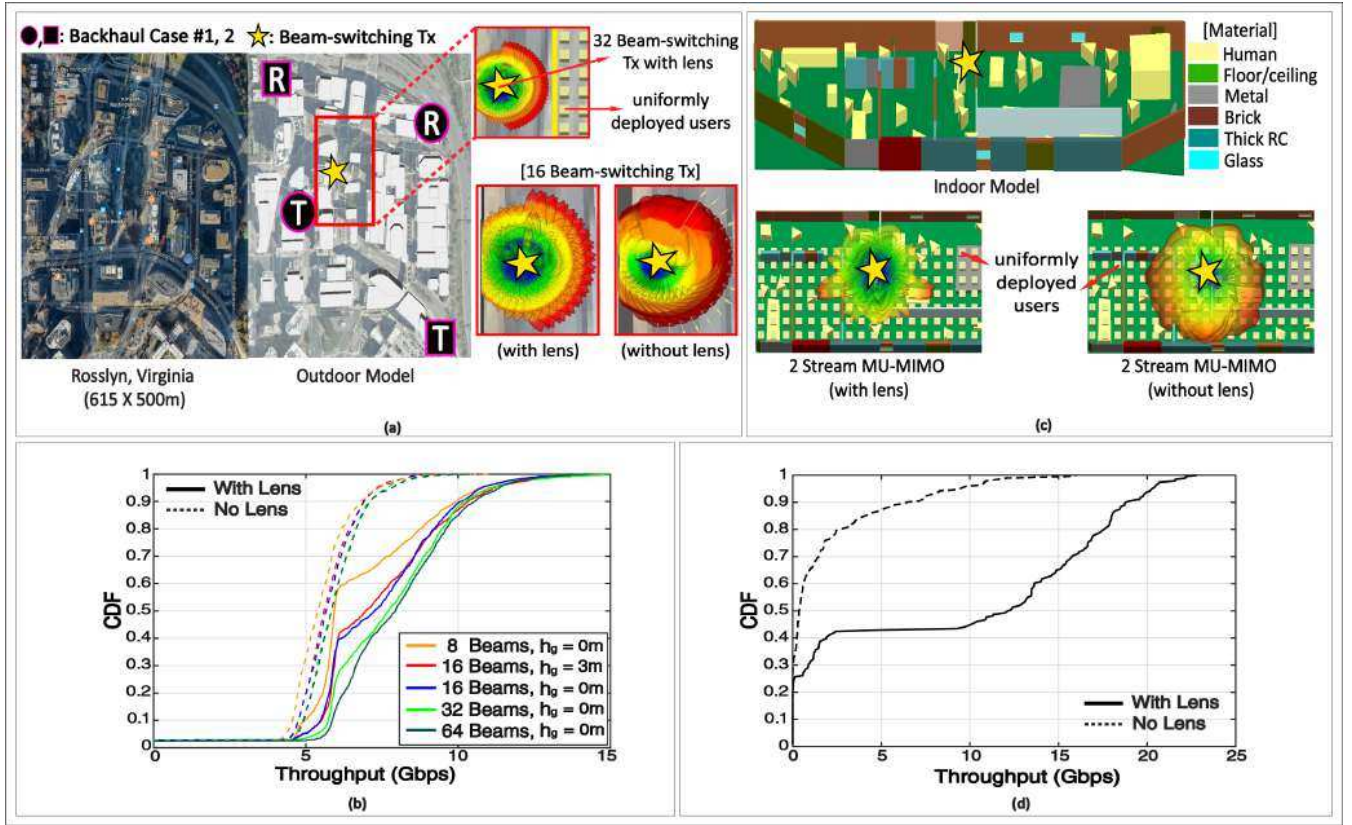 ●,■: Backhaul Case #1, 2 ★: Beam-switching Tx
R
R
T
T
32 Beam-switching
Tx with lens
uniformly
deployed users
[16 Beam-switching Tx]
(with lens)
(without lens)
Rosslyn, Virginia
(615 X 500m)
Outdoor Model
(a)
[Material]
Human
Floor/ceiling
Metal
Brick
Thick RC
Glass
Indoor Model
uniformly
deployed
users
2 Stream MU-MIMO
(with lens)
2 Stream MU-MIMO
(without lens)
(c)
CDF
1
0.9
0.8
0.7
0.6
0.5
0.4
0.3
0.2
0.1
0
With Lens
No Lens
8 Beams, hg = 0m
16 Beams, hg = 3m
16 Beams, hg = 0m
32 Beams, hg = 0m
64 Beams, hg = 0m
0 5 10 15
Throughput (Gbps)
(b)
CDF
1
0.9
0.8
0.7
0.6
0.5
0.4
0.3
0.2
0.1
0
With Lens
No Lens
0 5 10 15 20 25
Throughput (Gbps)
(d)